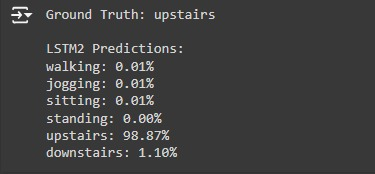 Ground Truth: upstairs
LSTM2 Predictions:
walking: 0.01%
jogging: 0.01%
sitting: 0.01%
standing: 0.00%
upstairs: 98.87%
downstairs: 1.10%